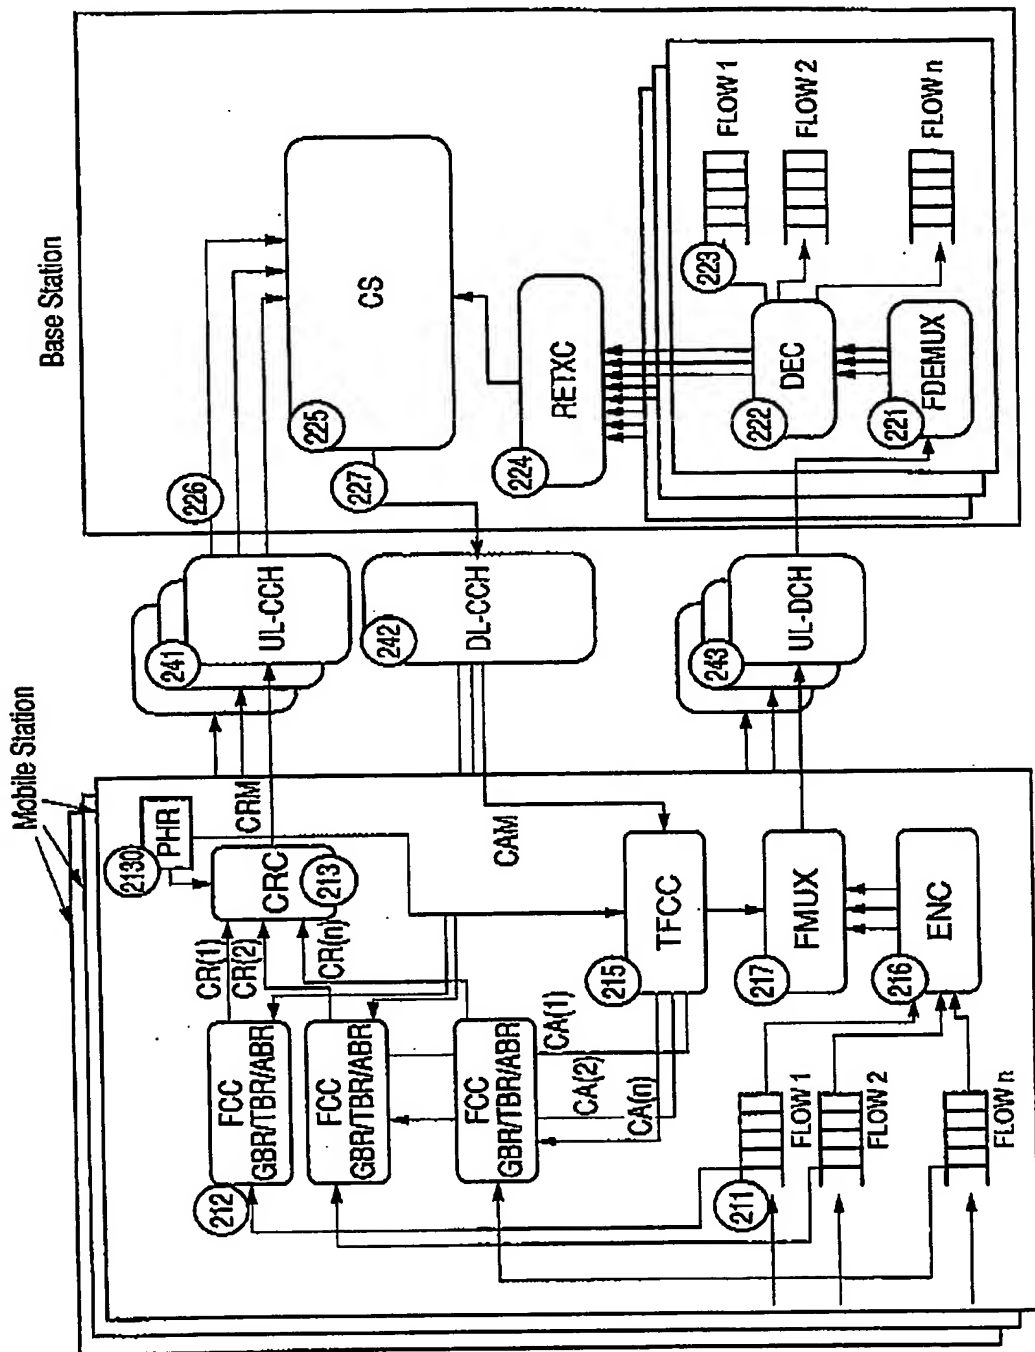 Mobile Station
Base Station
2130
PHR
CRC
213
CRM
CR(1)
CR(2)
CR(n)
212
FCC
GBR/TBR/ABR
FCC
GBR/TBR/ABR
FCC
GBR/TBR/ABR
CA(1)
CA(2)
CA(n)
CAM
215
TFCC
217
FMUX
216
ENC
211
FLOW 1
FLOW 2
FLOW n
241
UL-CCH
242
DL-CCH
243
UL-DCH
226
225
CS
227
224
RETXC
222
DEC
221
FDEMUX
223
FLOW 1
FLOW 2
FLOW n